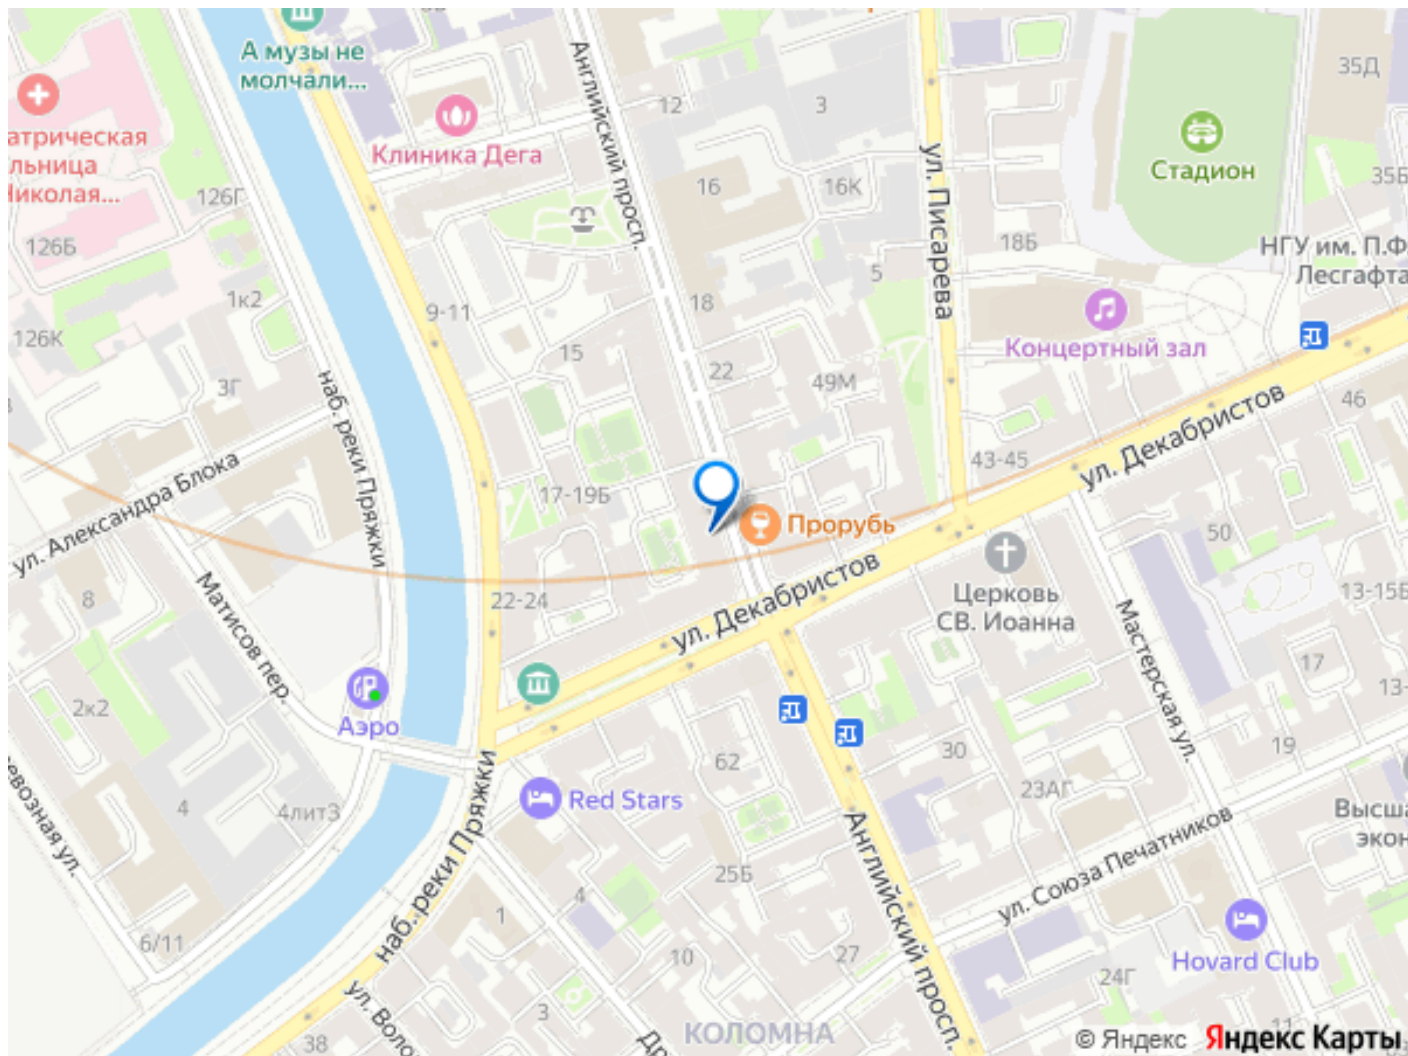 А музы не
молчали...
12
3
35Д
Клиника Дега
Английский просп.
ул. Писарева
Стадион
35Б
126Г
16
16К
126Б
18Б
НГУ им. П.Ф
Лесгафта
5
1к2
9-11
18
126К
Концертный зал
15
22
49М
3Г
46
наб. реки Пряжки
ул. Декабристов
43-45
ул. Александра Блока
17-19Б
Прорубь
50
Церковь
СВ. Иоанна
8
Матисов пер.
22-24
ул. Декабристов
13-15Б
Мастерская ул.
17
13-
2к2
Аэро
30
19
62
23АГ
Red Stars
4
4лит3
наб. реки Пряжки
Английский просп.
ул. Союза Печатников
25Б
4
1
6/11
27
10
Hovard Club
24Г
3
38
КОЛОМНА
© Яндекс Яндекс Карты